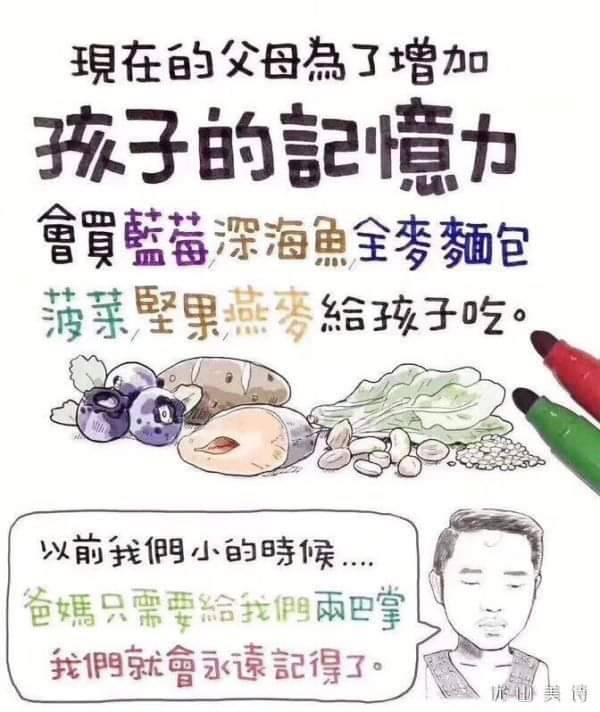 現在的父母為了增加
孩子的記憶力
會買藍莓/深海魚/全麥麵包
菠菜/堅果/燕麥給孩子吃。
以前我們小的時候....
爸媽只需要給我們兩巴掌
我們就會永遠記得了。